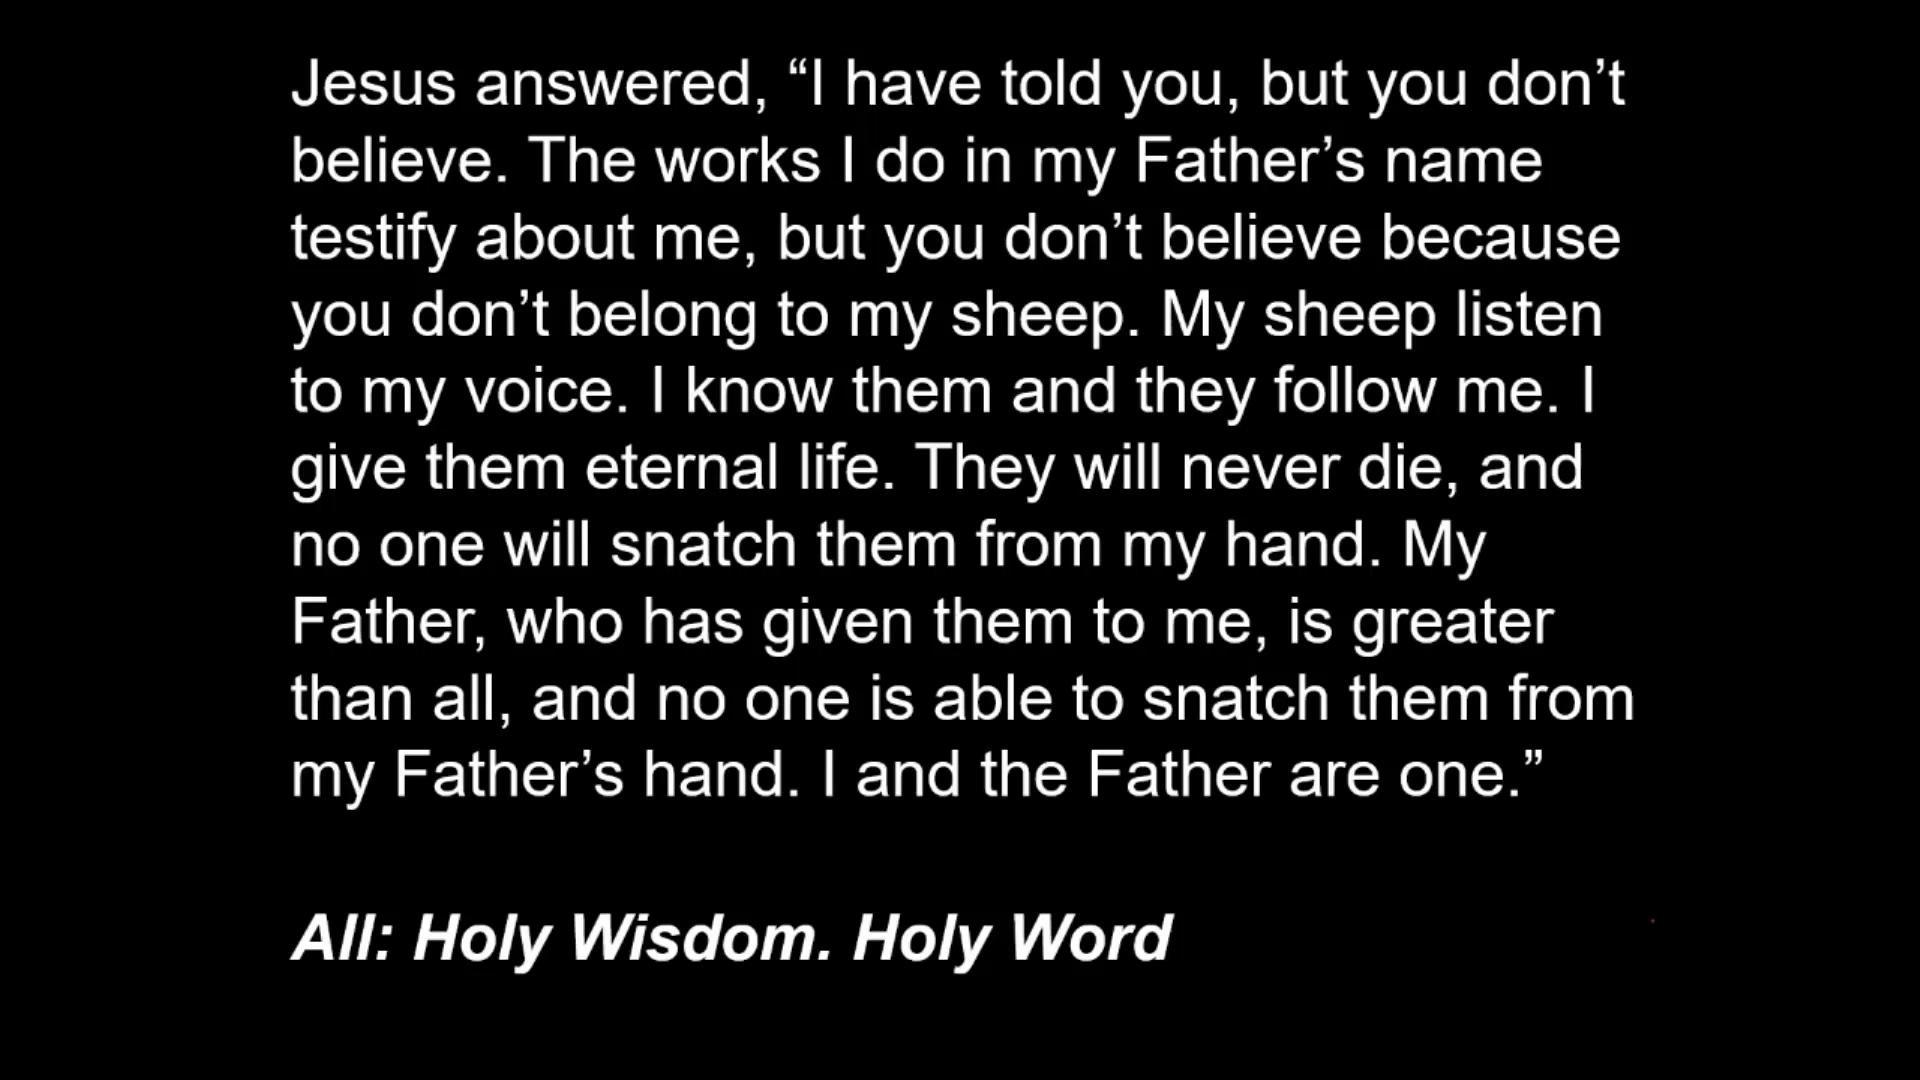 Jesus answered, “I have told you, but you don’t
believe. The works I do in my Father’s name
testify about me, but you don’t believe because
you don’t belong to my sheep. My sheep listen
to my voice. I know them and they follow me. I
give them eternal life. They will never die, and
no one will snatch them from my hand. My
Father, who has given them to me, is greater
than all, and no one is able to snatch them from
my Father’s hand. I and the Father are one.”
All: Holy Wisdom. Holy Word